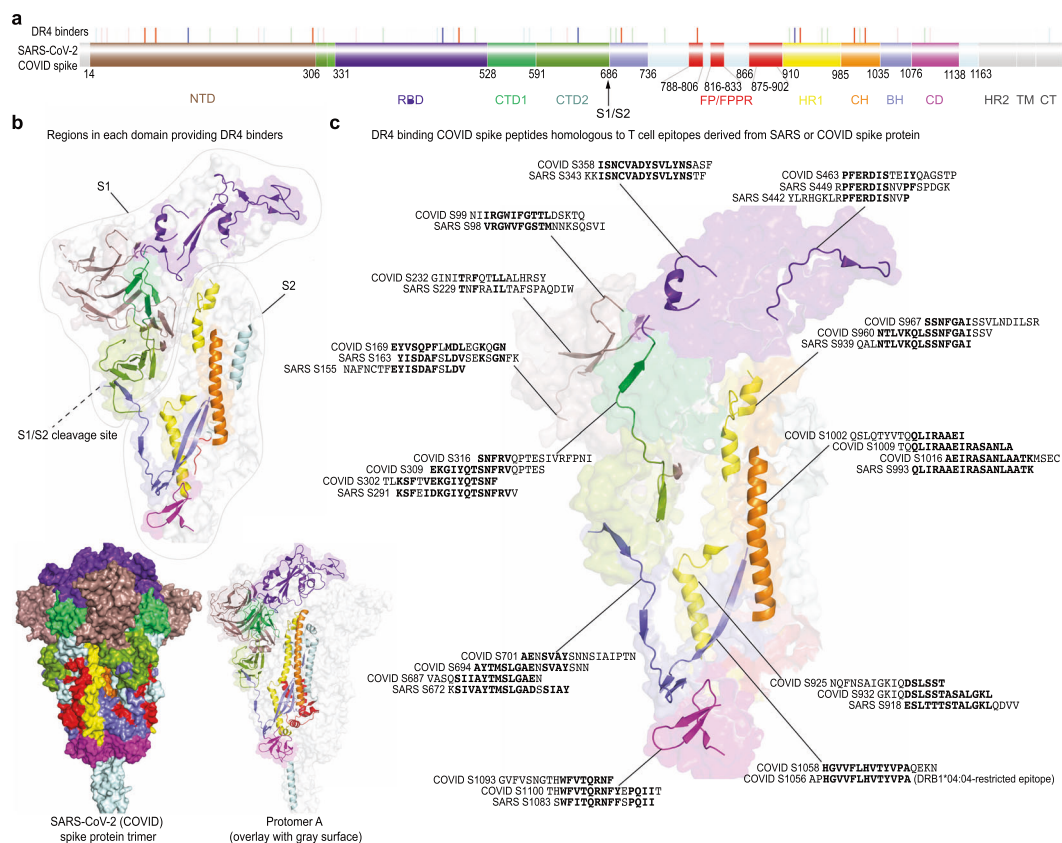 a
DR4 binders
SARS-CoV-2
COVID spike
14 306 331 528 591 686 736 788-806 816-833 866 875-902 910 985 1035 1076 1138 1163
NTD RBD CTD1 CTD2 S1/S2 FP/FPPR HR1 CH BH CD HR2 TM CT
b
Regions in each domain providing DR4 binders
S1
S2
S1/S2 cleavage site
SARS-CoV-2 (COVID)
spike protein trimer
Protomer A
(overlay with gray surface)
c
DR4 binding COVID spike peptides homologous to T cell epitopes derived from SARS or COVID spike protein
COVID S358 ISNCVADYSVLYNSASF
SARS S343 KKISNCVADYSVLYNSTF
COVID S463 PFERDISTEIYQAGSTP
SARS S449 RPFERDISNVPFSPDGK
SARS S442 YLRHGKLRPFERDISNVP
COVID S99 NIIRGWIFGTTLDSKTQ
SARS S98 VRGWVFGSTMNNKSQSVI
COVID S232 GINITRFQTLLALHRSY
SARS S229 TNFRAILTAFSPAQDIW
COVID S169 EYVSQPFLMDLEGKQGN
SARS S163 YISDAFSLDVSEKSGNFK
SARS S155 NAFNCTFEYISDAFSLDV
COVID S967 SSNFGAISSVLNDILSR
COVID S960 NTLVKQLSSNFGAISSV
SARS S939 QALNTLVKQLSSNFGAI
COVID S316 SNFRVQPTESIVRFPNI
COVID S309 EKGIYQTSNFRVQPTES
COVID S302 TLKSFTVEKGIYQTSNF
SARS S291 KSFEIDKGIYQTSNFRVV
COVID S1002 QSLQTYVTQQLIRAAEI
COVID S1009 TQQLIRAAEIRASANLA
COVID S1016 AEIRASANLAATKMSEC
SARS S993 QLIRAAEIRASANLAATK
COVID S701 AENSVAYSNNSIAIPTN
COVID S694 AYTMSLGAENSVAYSNN
COVID S687 VASQSIIAYTMSLGAEN
SARS S672 KSIVAYTMSLGADSSIAY
COVID S925 NQFNSAIGKIQDSLSST
COVID S932 GKIQDSLSSTASALGKL
SARS S918 ESLTTTSTALGKLQDVV
COVID S1058 HGVVFLHVTYVPAQEKN
COVID S1056 APHGVVFLHVTYVPA (DRB1*04:04-restricted epitope)
COVID S1093 GVFVSNGTHWFVTQRNF
COVID S1100 THWFVTQRNFYEPQIIT
SARS S1083 SWFITQRNFFSPQII